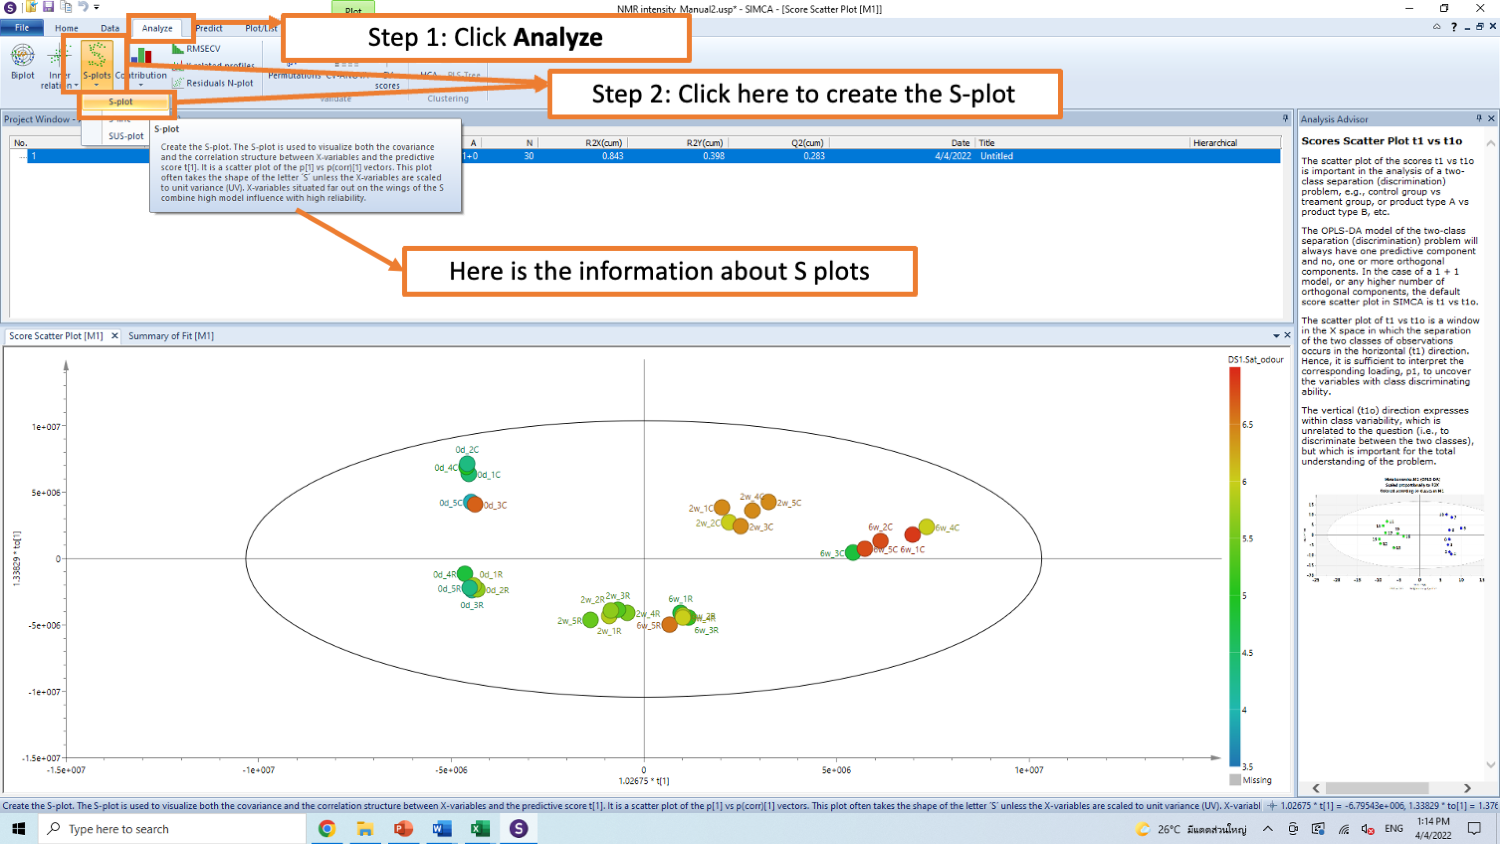 Plot
NMR intensity_Manual2.usp* - SIMCA - [Score Scatter Plot [M1]]
File
Home
Data
Analyze
Predict
Plot/List
Step 1: Click Analyze
Biplot
Inner
relation
S-plots
Contribution
RMSECV
Residuals N-plot
Permutations
scores
Validate
PLS-Tree
Clustering
Step 2: Click here to create the S-plot
S-plot
SUS-plot
S-plot
Create the S-plot. The S-plot is used to visualize both the covariance
and the correlation structure between X-variables and the predictive
score t[1]. It is a scatter plot of the p[1] vs p(corr)[1] vectors. This plot
often takes the shape of the letter ´S´ unless the X-variables are scaled
to unit variance (UV). X-variables situated far out on the wings of the S
combine high model influence with high reliability.
Project Window -
No.
A
N
R2X(cum)
R2Y(cum)
Q2(cum)
Date
Title
Hierarchical
1
1+0
30
0.843
0.398
0.283
4/4/2022
Untitled
Here is the information about S plots
Analysis Advisor
Scores Scatter Plot t1 vs t1o
The scatter plot of the scores t1 vs t1o
is important in the analysis of a two-
class separation (discrimination)
problem, e.g., control group vs
treament group, or product type A vs
product type B, etc.
The OPLS-DA model of the two-class
separation (discrimination) problem will
always have one predictive component
and no, one or more orthogonal
components. In the case of a 1 + 1
model, or any higher number of
orthogonal components, the default
score scatter plot in SIMCA is t1 vs t1o.
The scatter plot of t1 vs t1o is a window
in the X space in which the separation
of the two classes of observations
occurs in the horizontal (t1) direction.
Hence, it is sufficient to interpret the
corresponding loading, p1, to uncover
the variables with class discriminating
ability.
The vertical (t1o) direction expresses
within class variability, which is
unrelated to the question (i.e., to
discriminate between the two classes),
but which is important for the total
understanding of the problem.
Score Scatter Plot [M1]
Summary of Fit [M1]
DS1.Sat_odour
6.5
6
5.5
5
4.5
4
3.5
Missing
1e+007
5e+006
0
-5e+006
-1e+007
-1.5e+007
1.33829 * to[1]
0d_2C
0d_4C
0d_1C
0d_5C
0d_3C
0d_4R
0d_1R
0d_5R
0d_2R
0d_3R
2w_4C
2w_1C
2w_5C
2w_2C
2w_3C
6w_2C
6w_4C
6w_3C
6w_5C
6w_1C
2w_2R
2w_3R
2w_4R
2w_5R
2w_1R
6w_1R
6w_5R
6w_3R
-1.5e+007
-1e+007
-5e+006
0
5e+006
1e+007
1.02675 * t[1]
Create the S-plot. The S-plot is used to visualize both the covariance and the correlation structure between X-variables and the predictive score t[1]. It is a scatter plot of the p[1] vs p(corr)[1] vectors. This plot often takes the shape of the letter ´S´ unless the X-variables are scaled to unit variance (UV). X-variabl
1.02675 * t[1] = -6.79543e+006, 1.33829 * to[1] = 1.376
Type here to search
26°C
มีแดดส่วนใหญ่
ENG
1:14 PM
4/4/2022